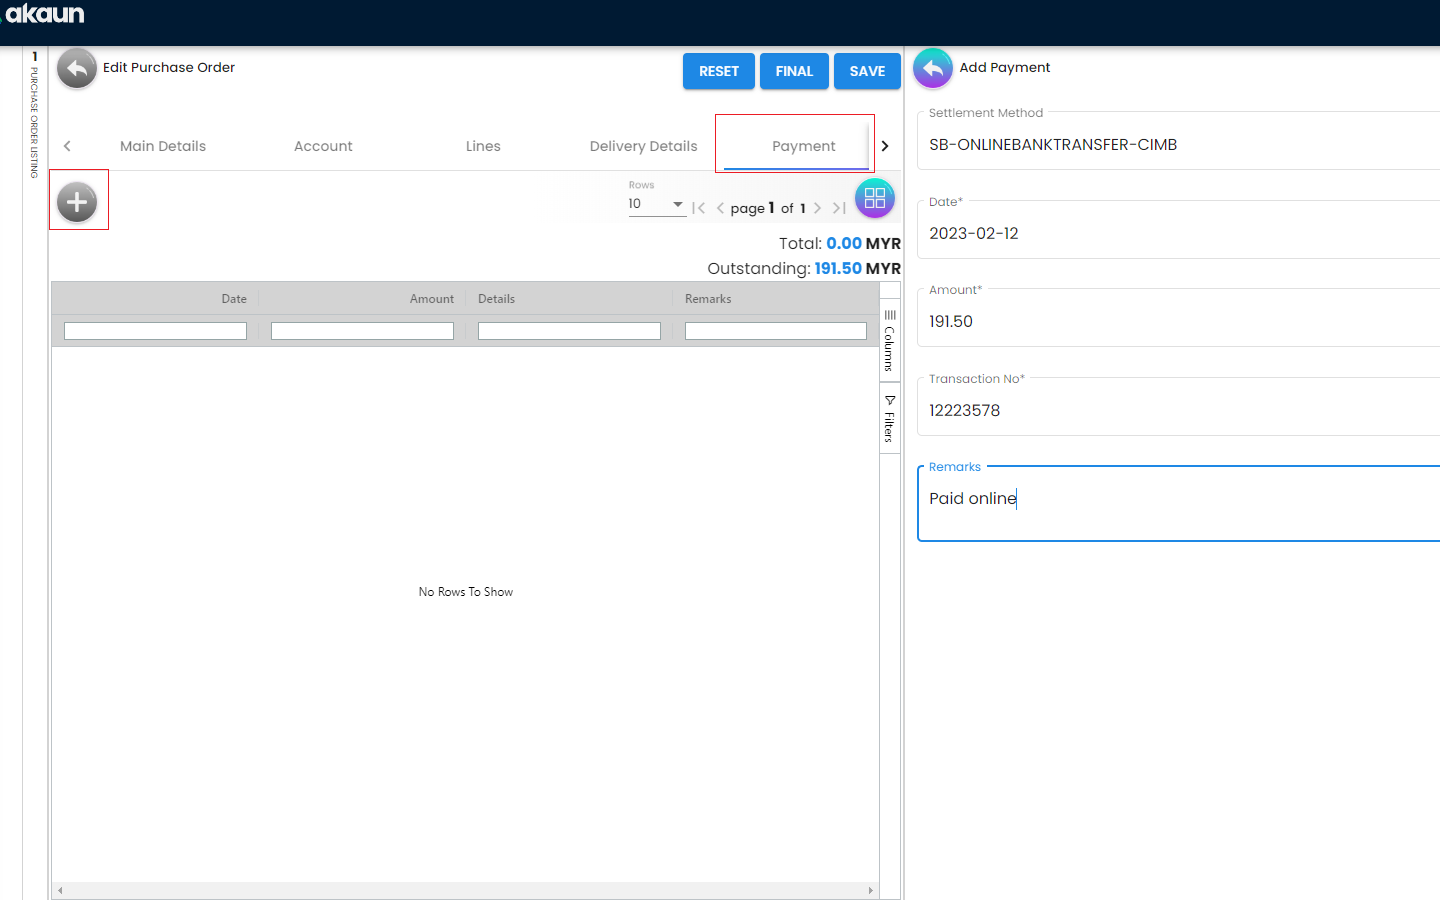 akaun
1
PURCHASE ORDER LISTING
Edit Purchase Order
RESET
FINAL
SAVE
Main Details
Account
Lines
Delivery Details
Payment
Rows
10
page 1 of 1
Total: 0.00 MYR
Outstanding: 191.50 MYR
Date
Amount
Details
Remarks
Columns
Filters
No Rows To Show
Add Payment
Settlement Method
SB-ONLINEBANKTRANSFER-CIMB
Date*
2023-02-12
Amount*
191.50
Transaction No*
12223578
Remarks
Paid online